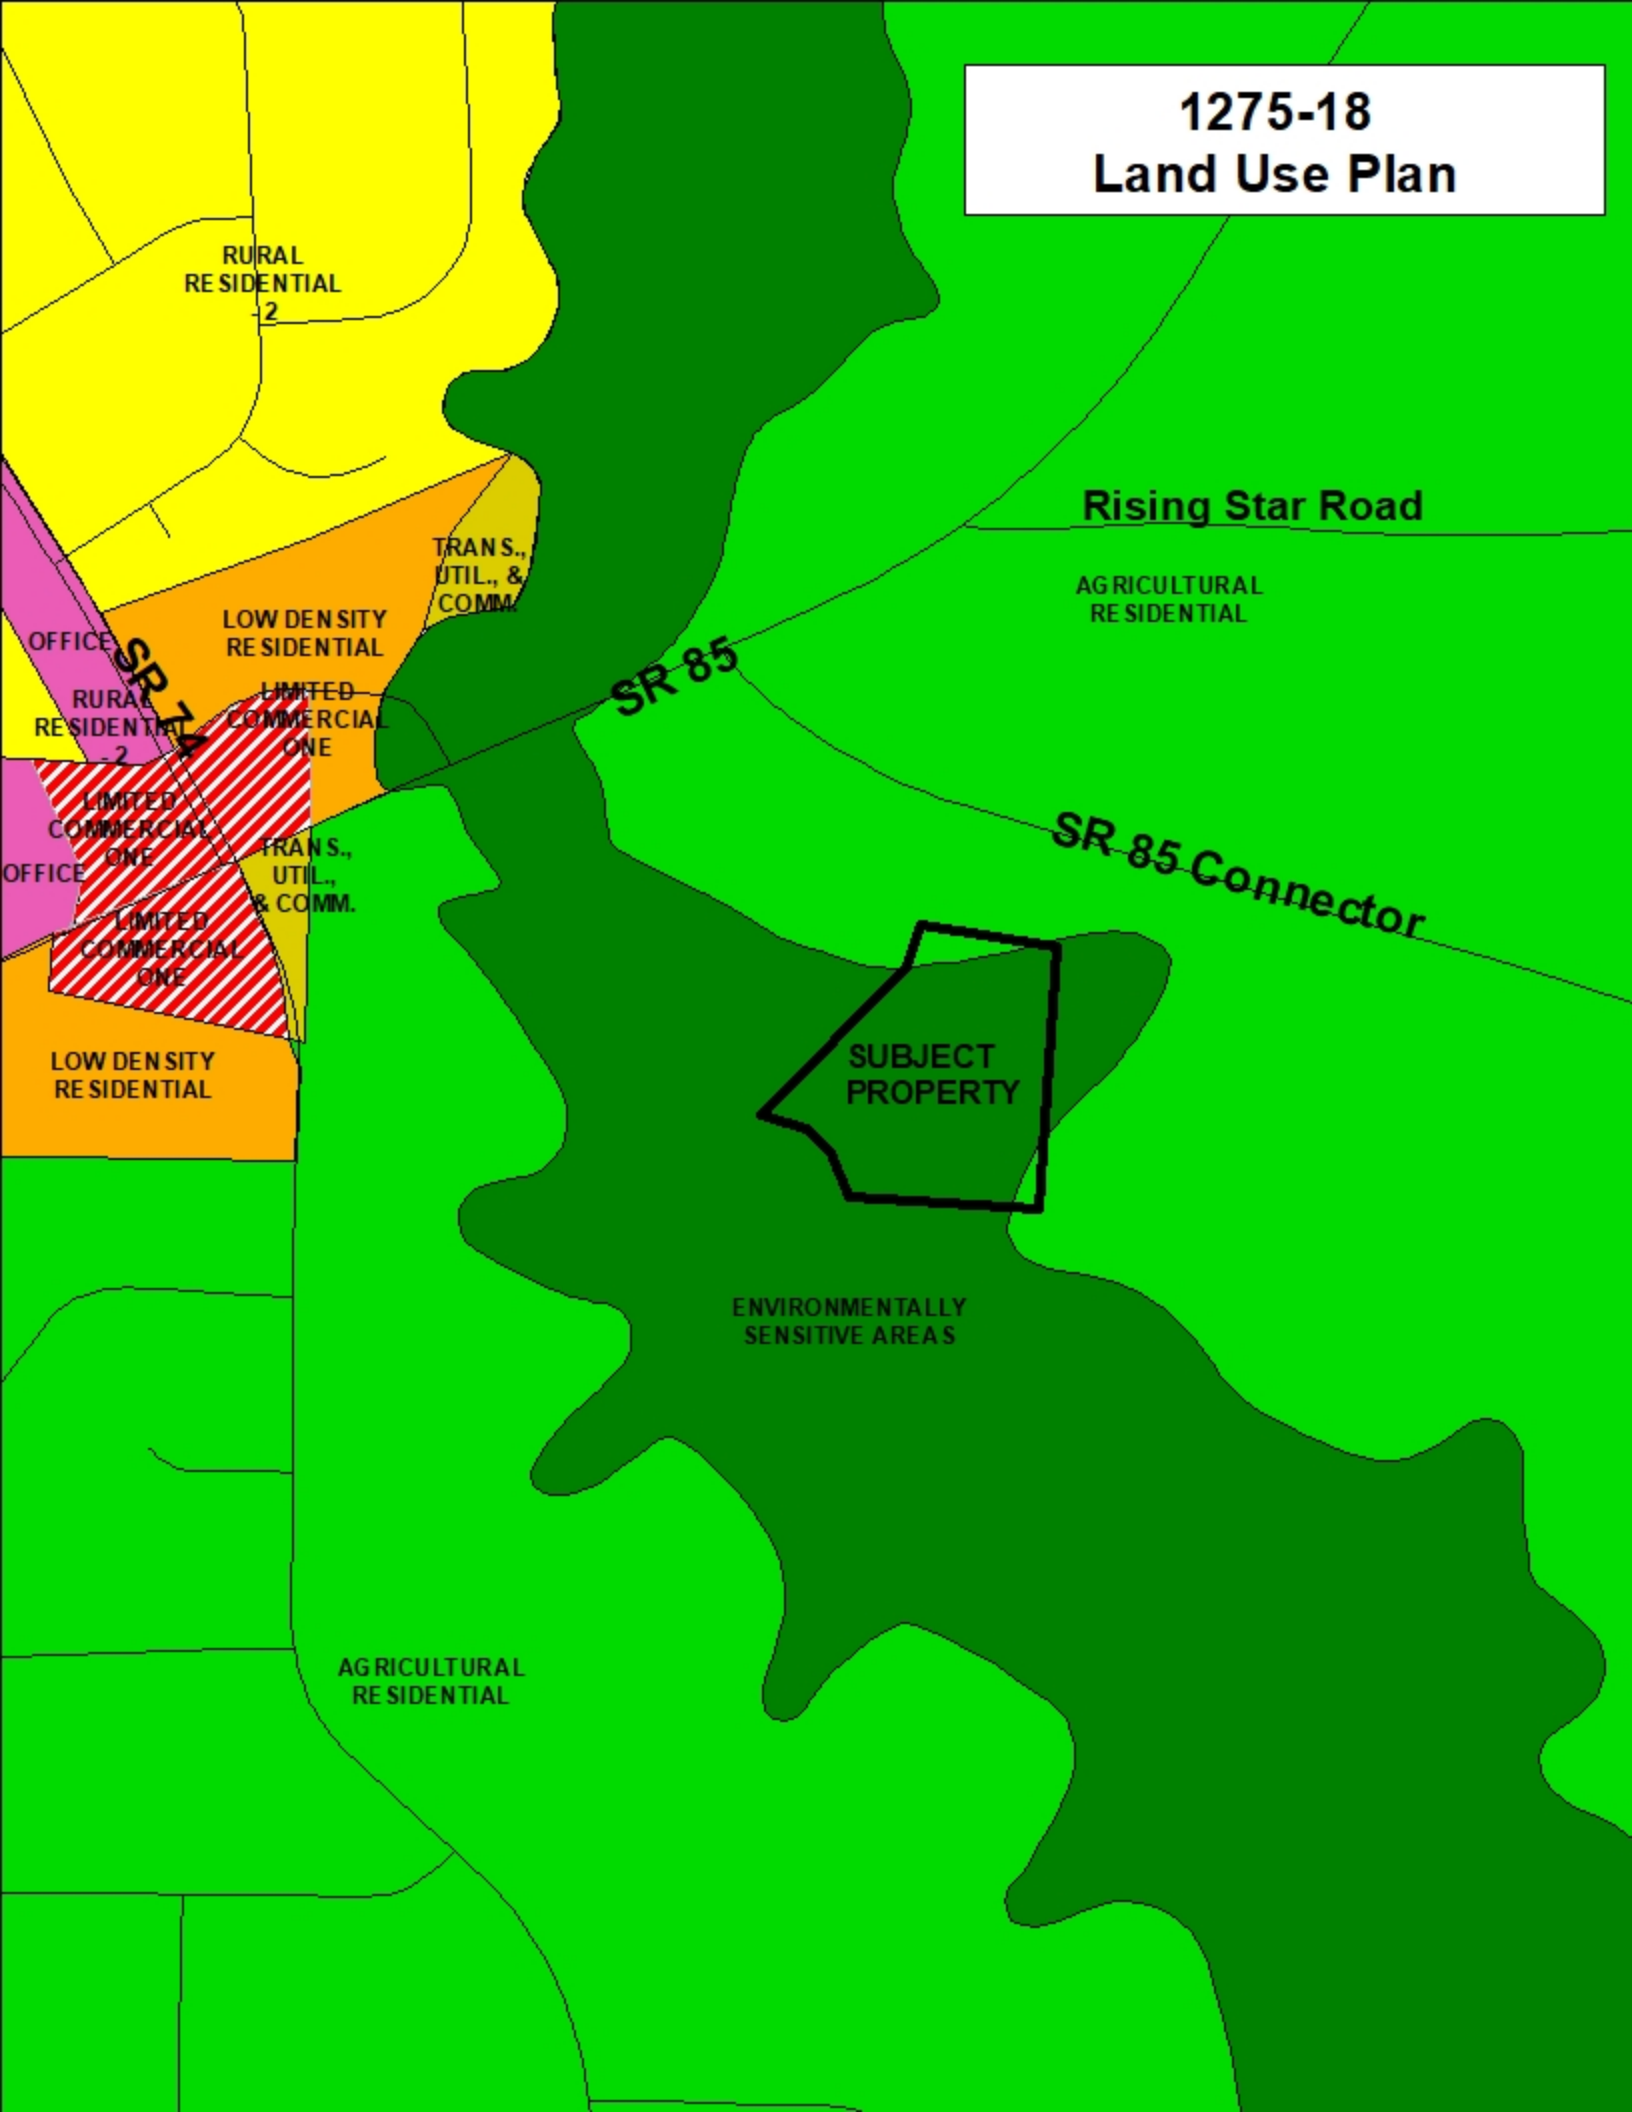 1275-18
Land Use Plan
RURAL
RESIDENTIAL
- 2
Rising Star Road
TRANS.,
UTIL., &
COMM.
AGRICULTURAL
RESIDENTIAL
LOW DENSITY
RESIDENTIAL
OFFICE
SR 74
SR 85
RURAL
RESIDENTIAL
- 2
LIMITED
COMMERCIAL
ONE
LIMITED
COMMERCIAL
ONE
SR 85 Connector
TRANS.,
UTIL.,
& COMM.
OFFICE
LIMITED
COMMERCIAL
ONE
LOW DENSITY
RESIDENTIAL
SUBJECT
PROPERTY
ENVIRONMENTALLY
SENSITIVE AREAS
AGRICULTURAL
RESIDENTIAL